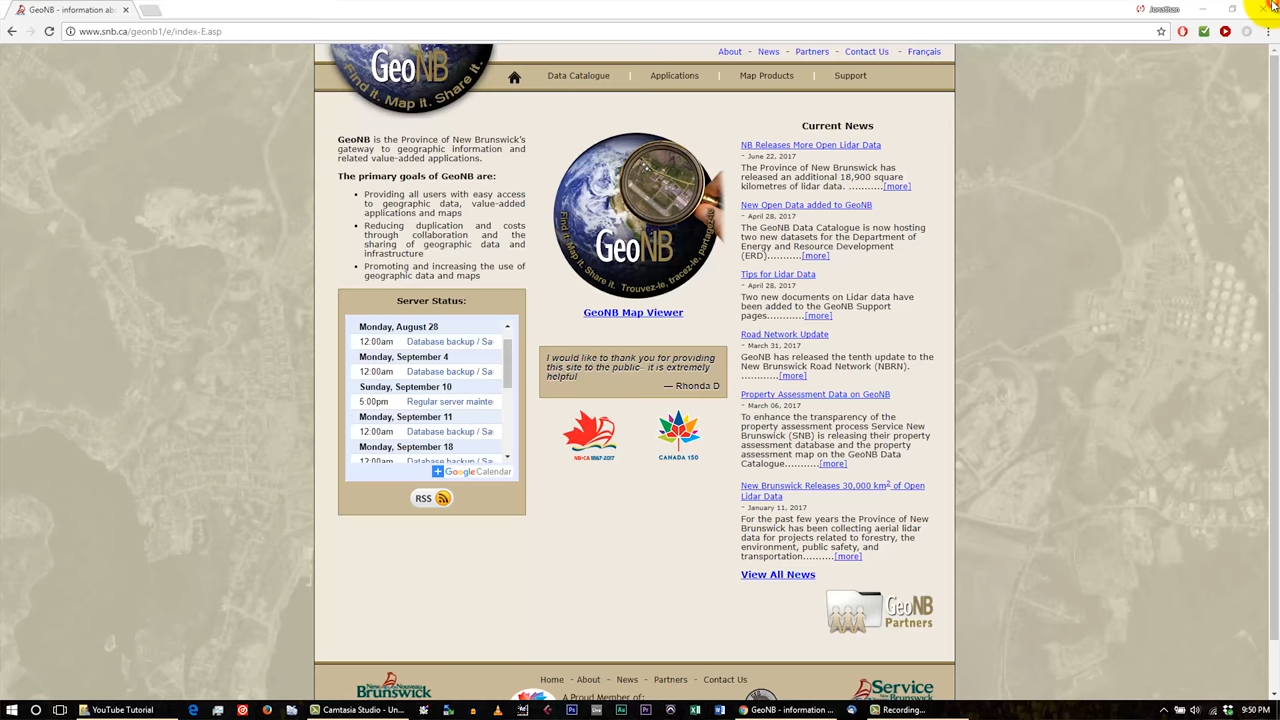 GeoNB - information ab
Jonathan
www.snb.ca/geonb1/e/index-E.asp
About - News - Partners - Contact Us - Français
GeoNB
Find it. Map it. Share it.
Data Catalogue | Applications | Map Products | Support
GeoNB is the Province of New Brunswick's
gateway to geographic information and
related value-added applications.
The primary goals of GeoNB are:
• Providing all users with easy access
to geographic data, value-added
applications and maps
• Reducing duplication and costs
through collaboration and the
sharing of geographic data and
infrastructure
• Promoting and increasing the use of
geographic data and maps
Server Status:
Monday, August 28
12:00am Database backup / Sa
Monday, September 4
12:00am Database backup / Sa
Sunday, September 10
5:00pm Regular server mainte
Monday, September 11
12:00am Database backup / Sa
Monday, September 18
12:00am Database backup / Sa
Google Calendar
RSS
GeoNB
Find it. Map it. Share it. Trouvez-le, tracez-le, partagez-le.
GeoNB Map Viewer
I would like to thank you for providing
this site to the public- it is extremely
helpful
— Rhonda D
CANADA 150
Current News
NB Releases More Open Lidar Data
- June 22, 2017
The Province of New Brunswick has
released an additional 18,900 square
kilometres of lidar data. ..........[more]
New Open Data added to GeoNB
- April 28, 2017
The GeoNB Data Catalogue is now hosting
two new datasets for the Department of
Energy and Resource Development
(ERD)..........[more]
Tips for Lidar Data
- April 28, 2017
Two new documents on Lidar data have
been added to the GeoNB Support
pages...........[more]
Road Network Update
- March 31, 2017
GeoNB has released the tenth update to the
New Brunswick Road Network (NBRN).
............[more]
Property Assessment Data on GeoNB
- March 06, 2017
To enhance the transparency of the
property assessment process Service New
Brunswick (SNB) is releasing their property
assessment database and the property
assessment map on the GeoNB Data
Catalogue..........[more]
New Brunswick Releases 30,000 km2 of Open
Lidar Data
- January 11, 2017
For the past few years the Province of New
Brunswick has been collecting aerial lidar
data for projects related to forestry, the
environment, public safety, and
transportation..........[more]
View All News
GeoNB
Partners
Home - About - News - Partners - Contact Us
Brunswick
A Proud Member of:
Service
YouTube Tutorial
Camtasia Studio - Un...
GeoNB - information ...
Recording...
9:50 PM